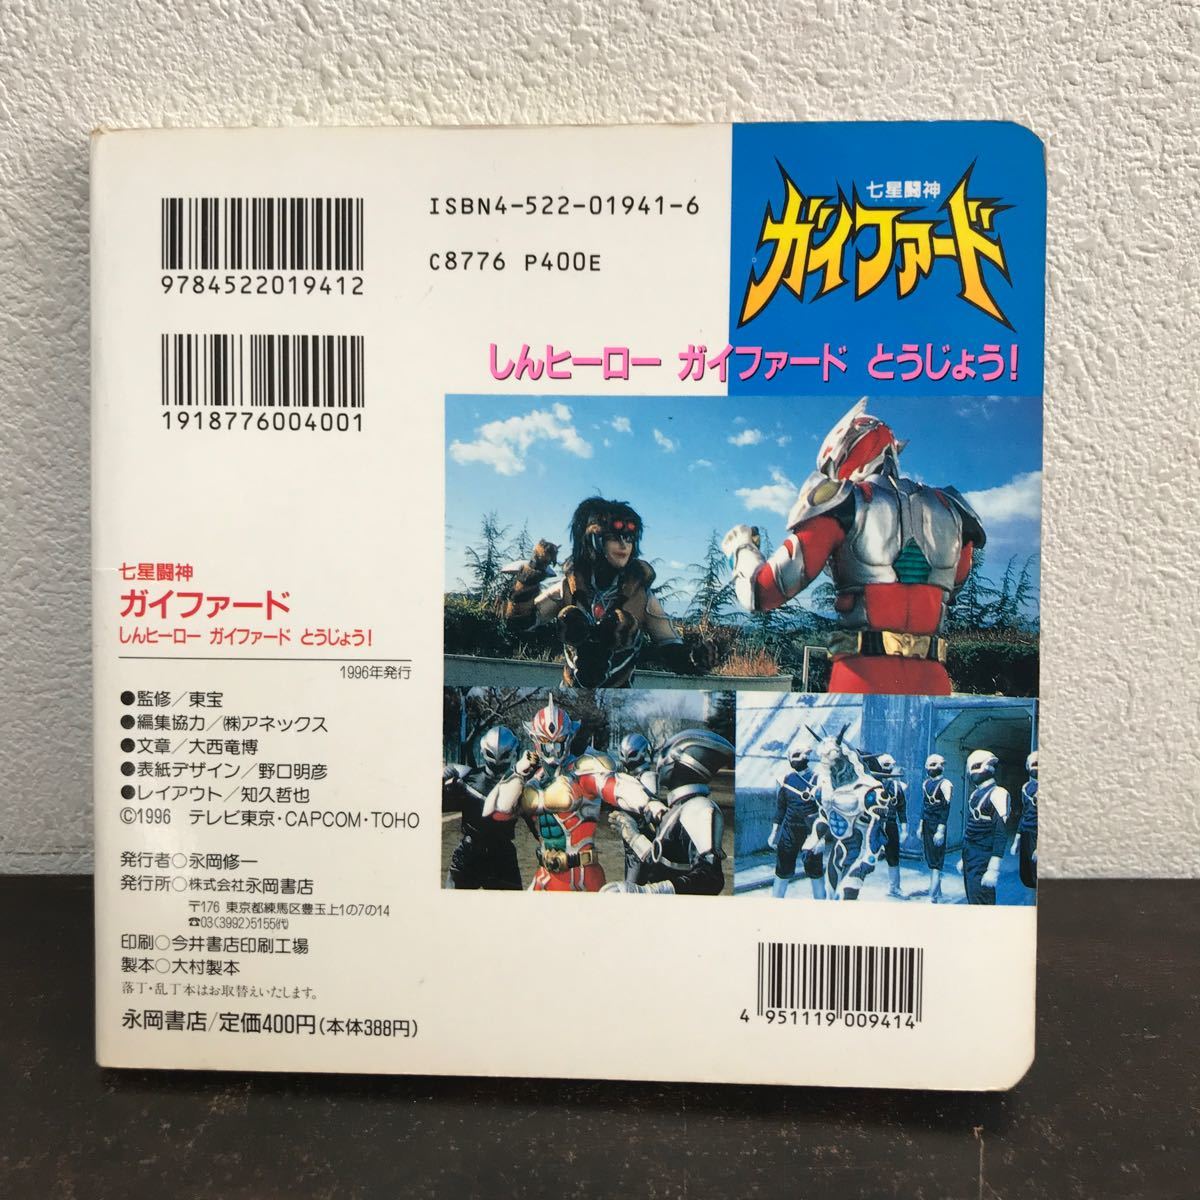 9784522019412
1918776004001
ISBN4-522-01941-6
C8776 P400E
七星闘神
ガイファード
しんヒーロー ガイファード とうじょう!
七星闘神
ガイファード
しんヒーロー ガイファード とうじょう!
1996年発行
●監修/東宝
●編集協力/㈱アネックス
●文章/大西竜博
●表紙デザイン/野口明彦
●レイアウト/知久哲也
©1996 テレビ東京・CAPCOM・TOHO
発行者○永岡修一
発行所○株式会社永岡書店
〒176 東京都練馬区豊玉上1の7の14
☎03(3992)5155㈹
印刷○今井書店印刷工場
製本○大村製本
落丁・乱丁本はお取替えいたします。
永岡書店/定価400円(本体388円)
4 951119 009414